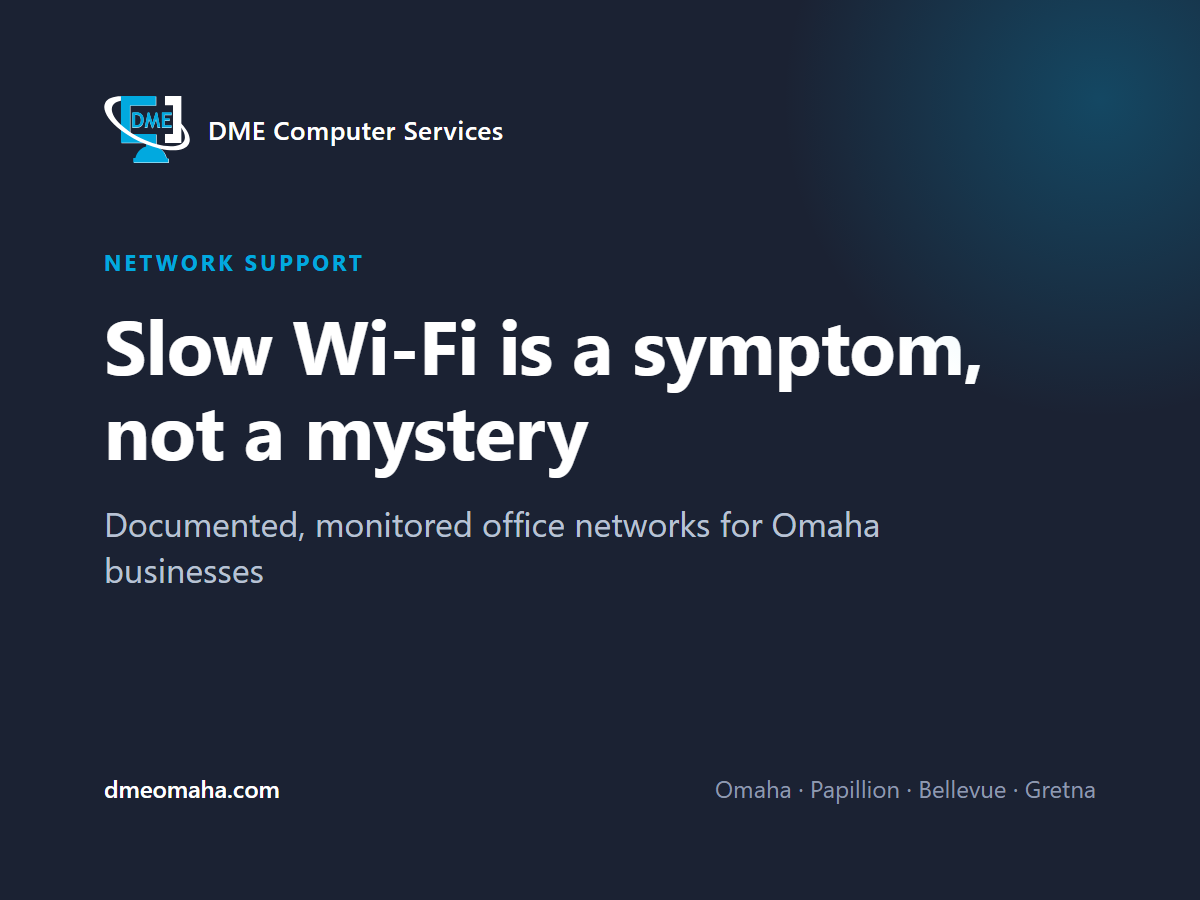 DME
DME Computer Services
NETWORK SUPPORT
Slow Wi-Fi is a symptom,
not a mystery
Documented, monitored office networks for Omaha
businesses
dmeomaha.com
Omaha · Papillion · Bellevue · Gretna